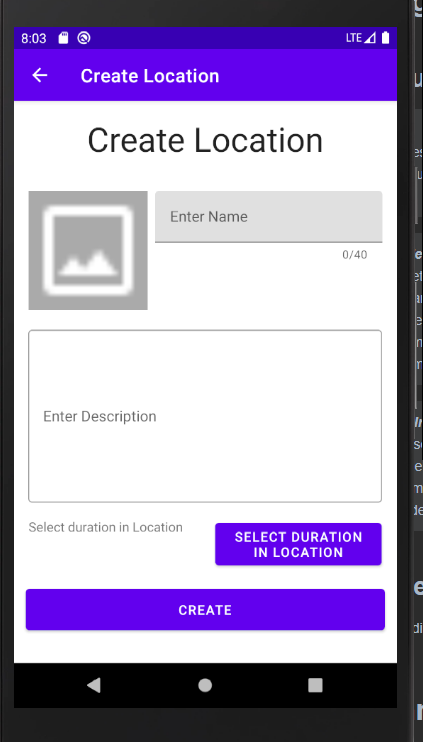 8:03 LTE
Create Location
Create Location
Enter Name
0/40
Enter Description
Select duration in Location
SELECT DURATION
IN LOCATION
CREATE